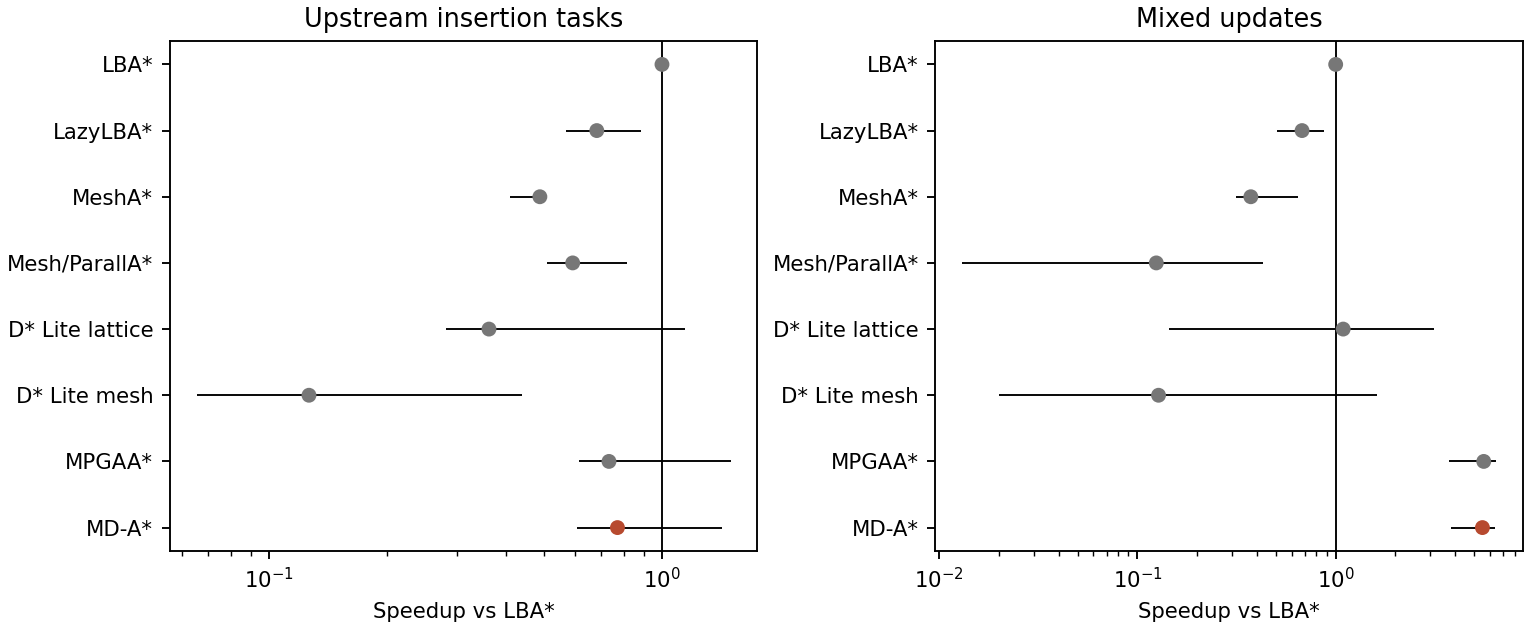 Upstream insertion tasks
LBA*
LazyLBA*
MeshA*
Mesh/ParallA*
D* Lite lattice
D* Lite mesh
MPGAA*
MD-A*
10⁻¹ 10⁰
Speedup vs LBA*
Mixed updates
LBA*
LazyLBA*
MeshA*
Mesh/ParallA*
D* Lite lattice
D* Lite mesh
MPGAA*
MD-A*
10⁻² 10⁻¹ 10⁰
Speedup vs LBA*